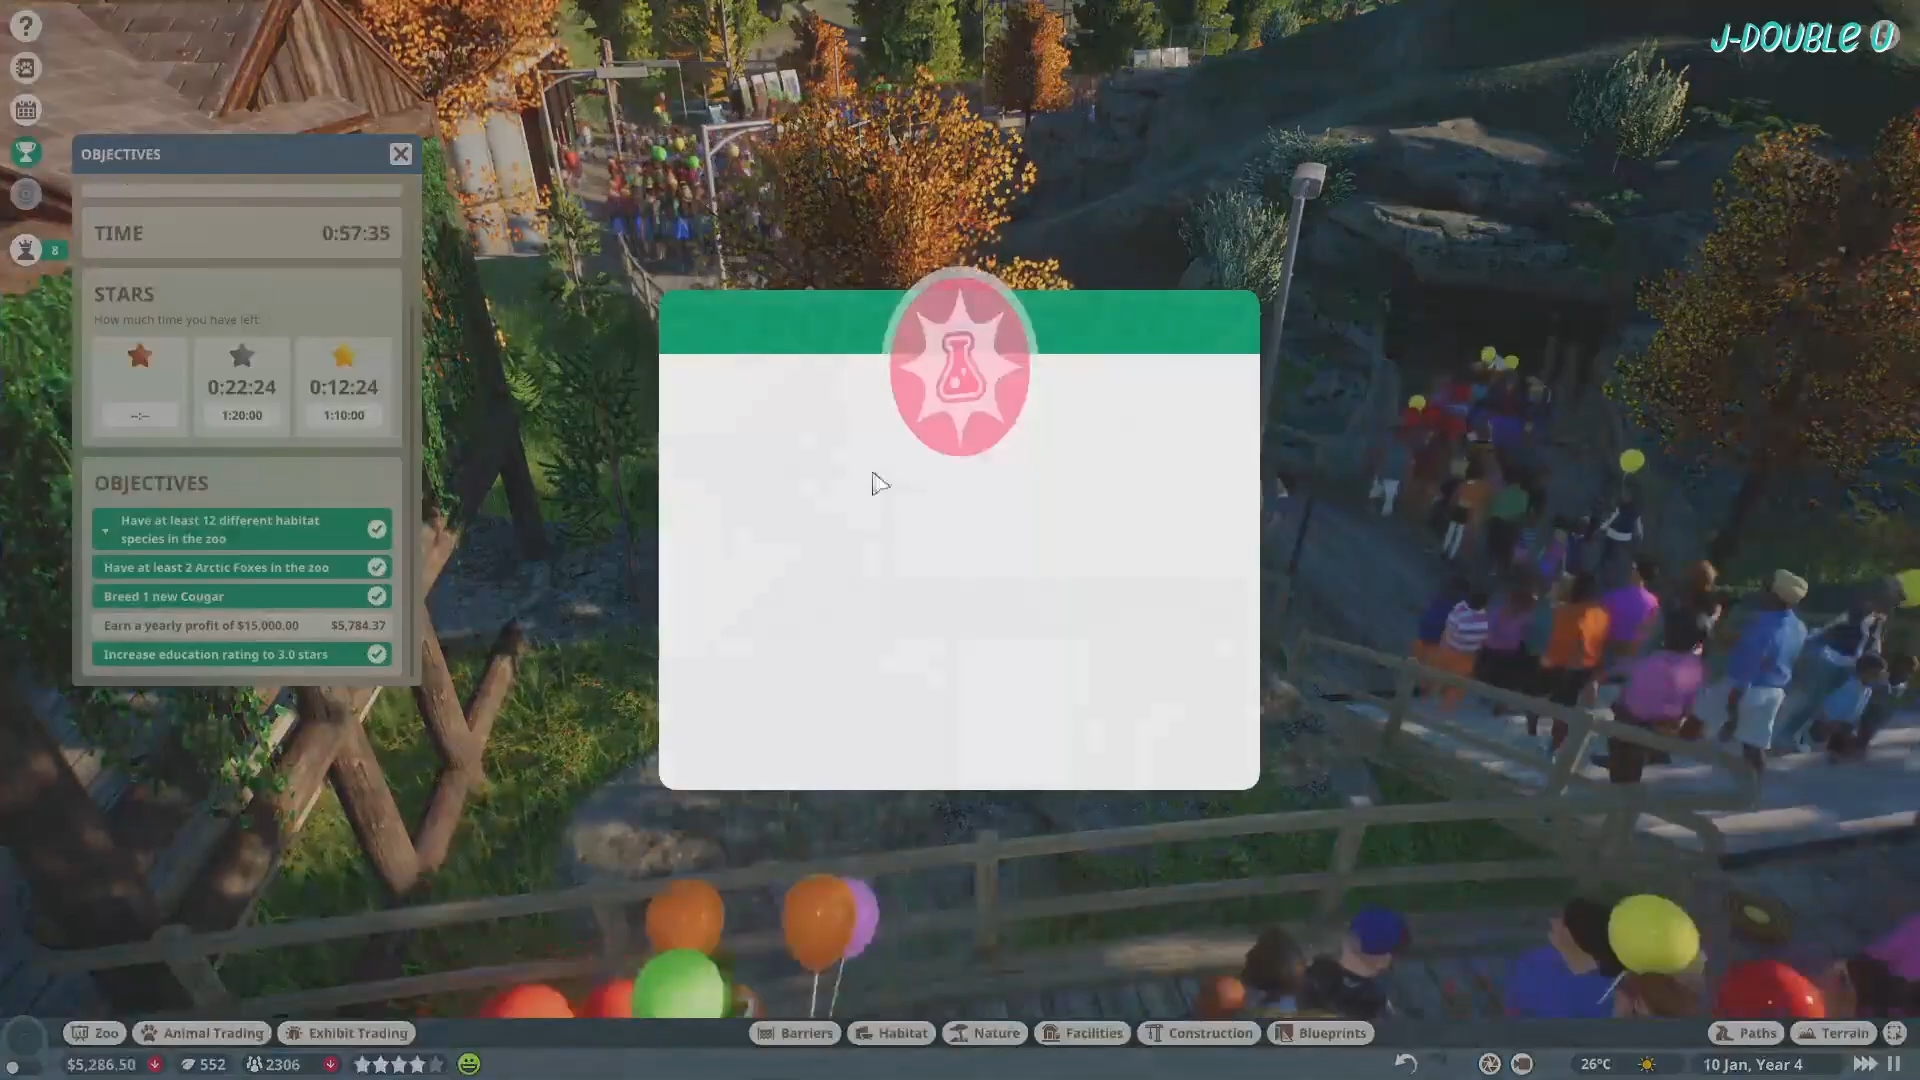 ?
J-DOUBLE U
OBJECTIVES
TIME 0:57:35
8
STARS
How much time you have left:
0:22:24 0:12:24
--:-- 1:20:00 1:10:00
OBJECTIVES
Have at least 12 different habitat
species in the zoo
Have at least 2 Arctic Foxes in the zoo
Breed 1 new Cougar
Earn a yearly profit of $15,000.00 $5,784.37
Increase education rating to 3.0 stars
Zoo Animal Trading Exhibit Trading Barriers Habitat Nature Facilities Construction Blueprints Paths Terrain
$5,286.50 552 2306 26°C 10 Jan, Year 4